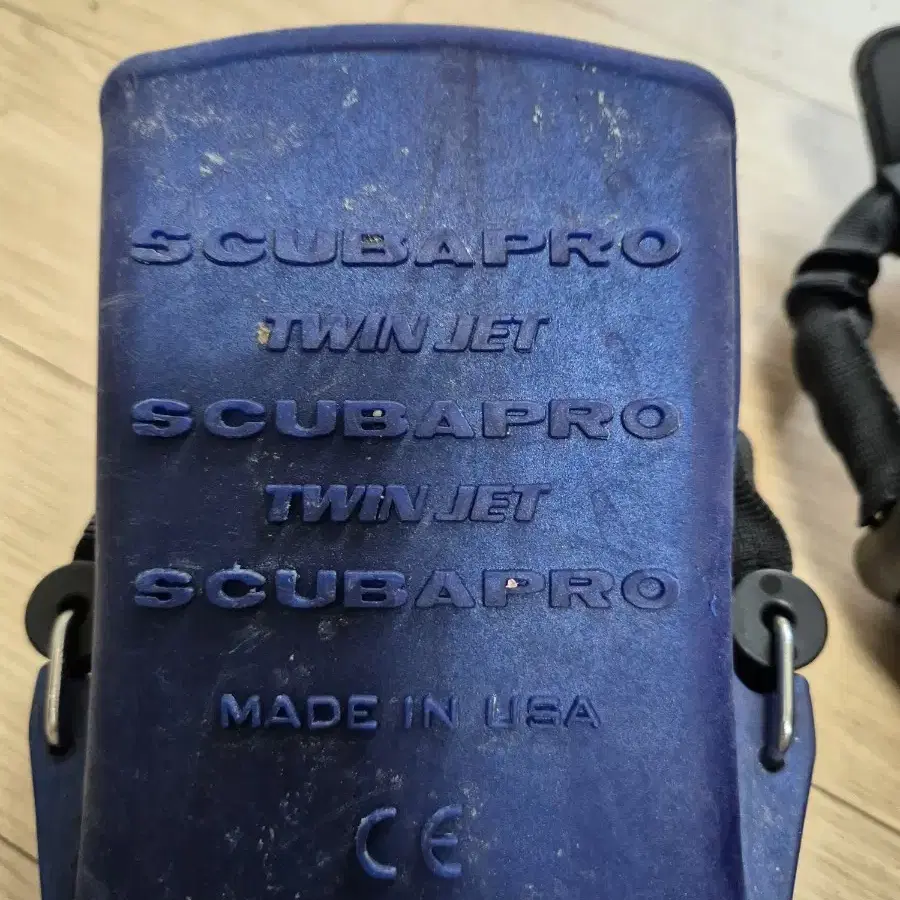 SCUBAPRO
TWIN JET
SCUBAPRO
TWIN JET
SCUBAPRO
MADE IN USA
CE